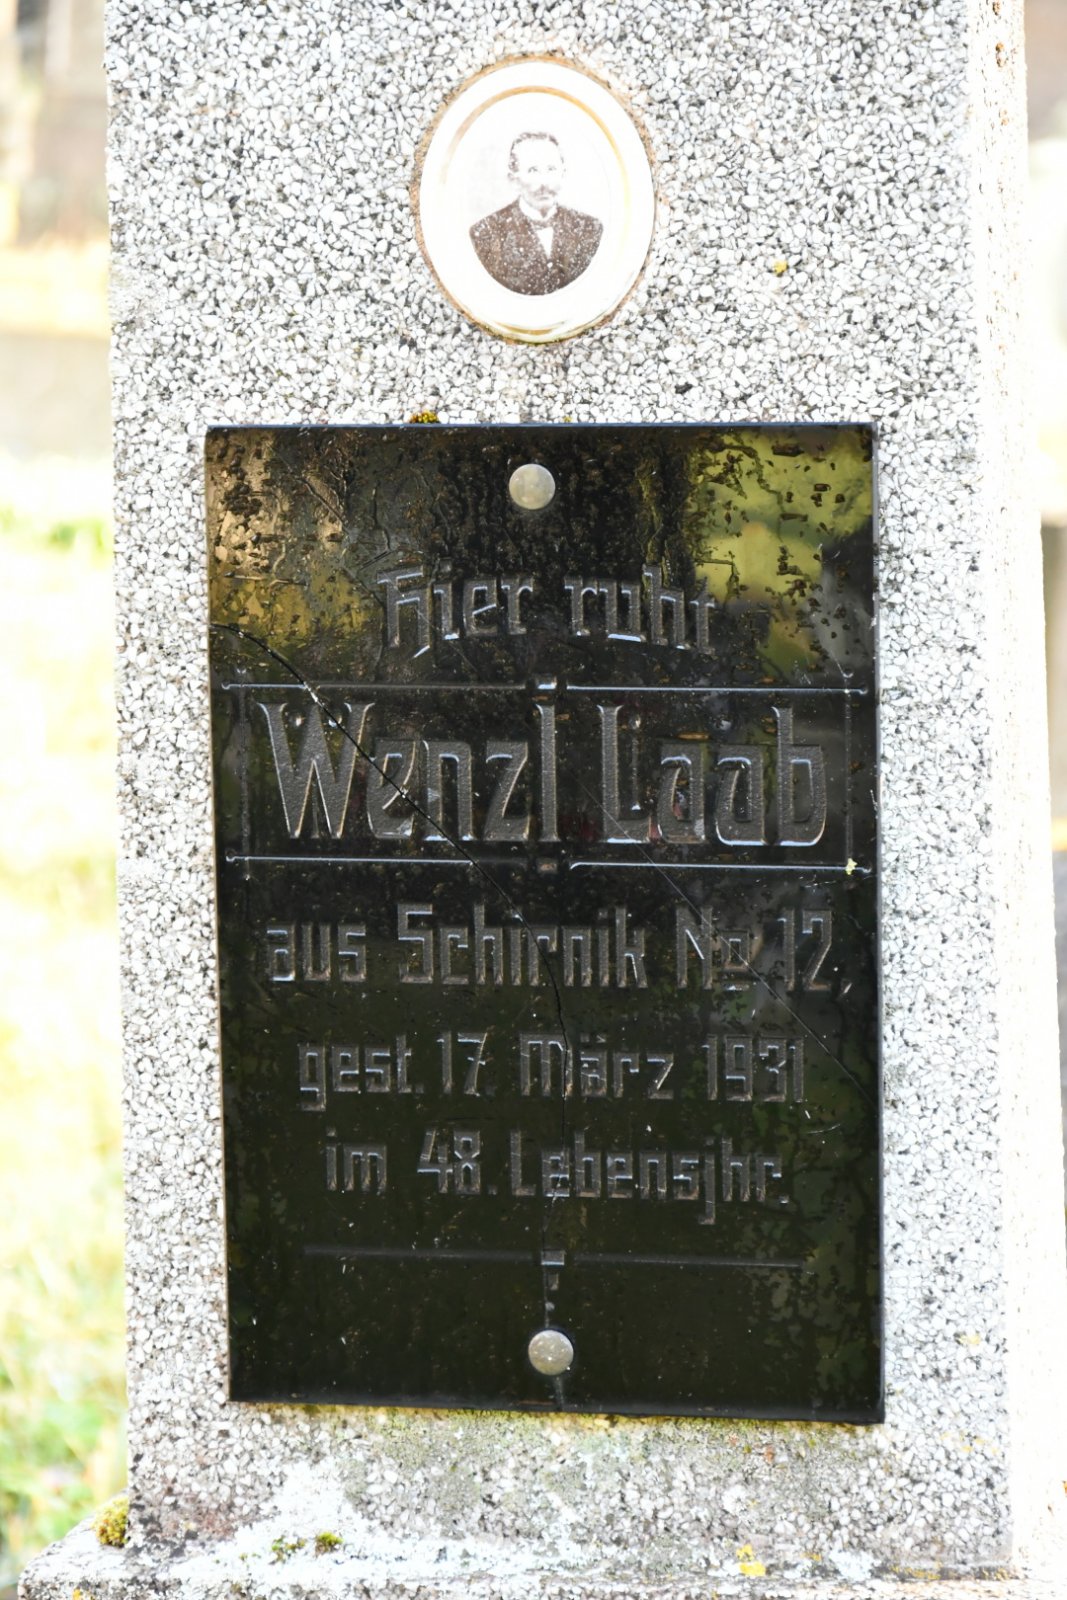 Hier ruht
Wenzl Laab
aus Schirnik No 12,
gest. 17. März 1931
im 48. Lebensjhr.